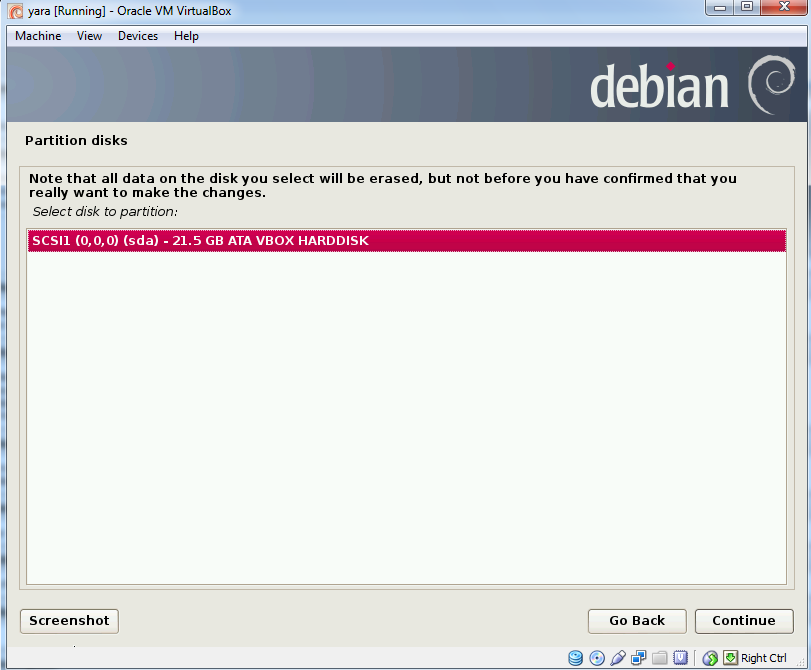 yara [Running] - Oracle VM VirtualBox
Machine View Devices Help
debian
Partition disks
Note that all data on the disk you select will be erased, but not before you have confirmed that you
really want to make the changes.
Select disk to partition:
SCSI1 (0,0,0) (sda) - 21.5 GB ATA VBOX HARDDISK
Screenshot Go Back Continue
Right Ctrl